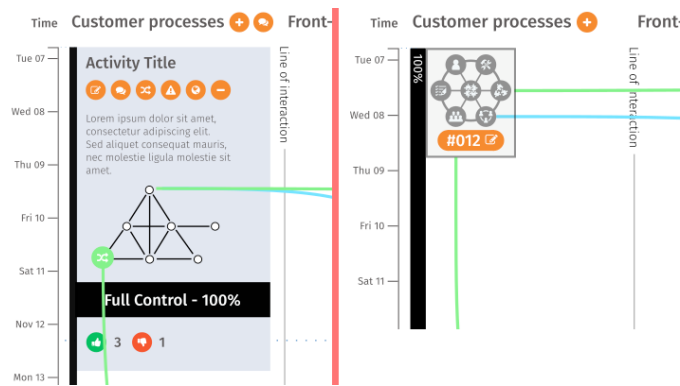 Time
Customer processes
Front-
Tue 07
Wed 08
Thu 09
Fri 10
Sat 11
Nov 12
Mon 13
Activity Title
Lorem ipsum dolor sit amet,
consectetur adipiscing elit.
Sed aliquet consequat mauris,
nec molestie ligula molestie sit
amet.
Full Control - 100%
3
1
Line of interaction
Time
Customer processes
Front-
Tue 07
Wed 08
Thu 09
Fri 10
Sat 11
100%
#012
Line of interaction